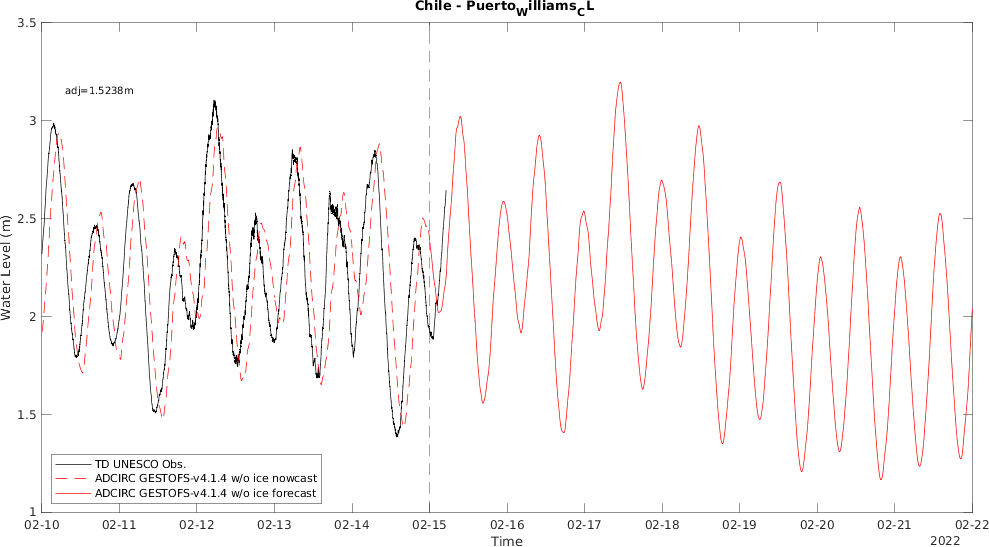 Chile - PuertoWilliamsCL
3.5
adj=1.5238m
3
2.5
2
1.5
1
Water Level (m)
TD UNESCO Obs.
ADCIRC GESTOFS-v4.1.4 w/o ice nowcast
ADCIRC GESTOFS-v4.1.4 w/o ice forecast
02-10 02-11 02-12 02-13 02-14 02-15 02-16 02-17 02-18 02-19 02-20 02-21 02-22
Time
2022